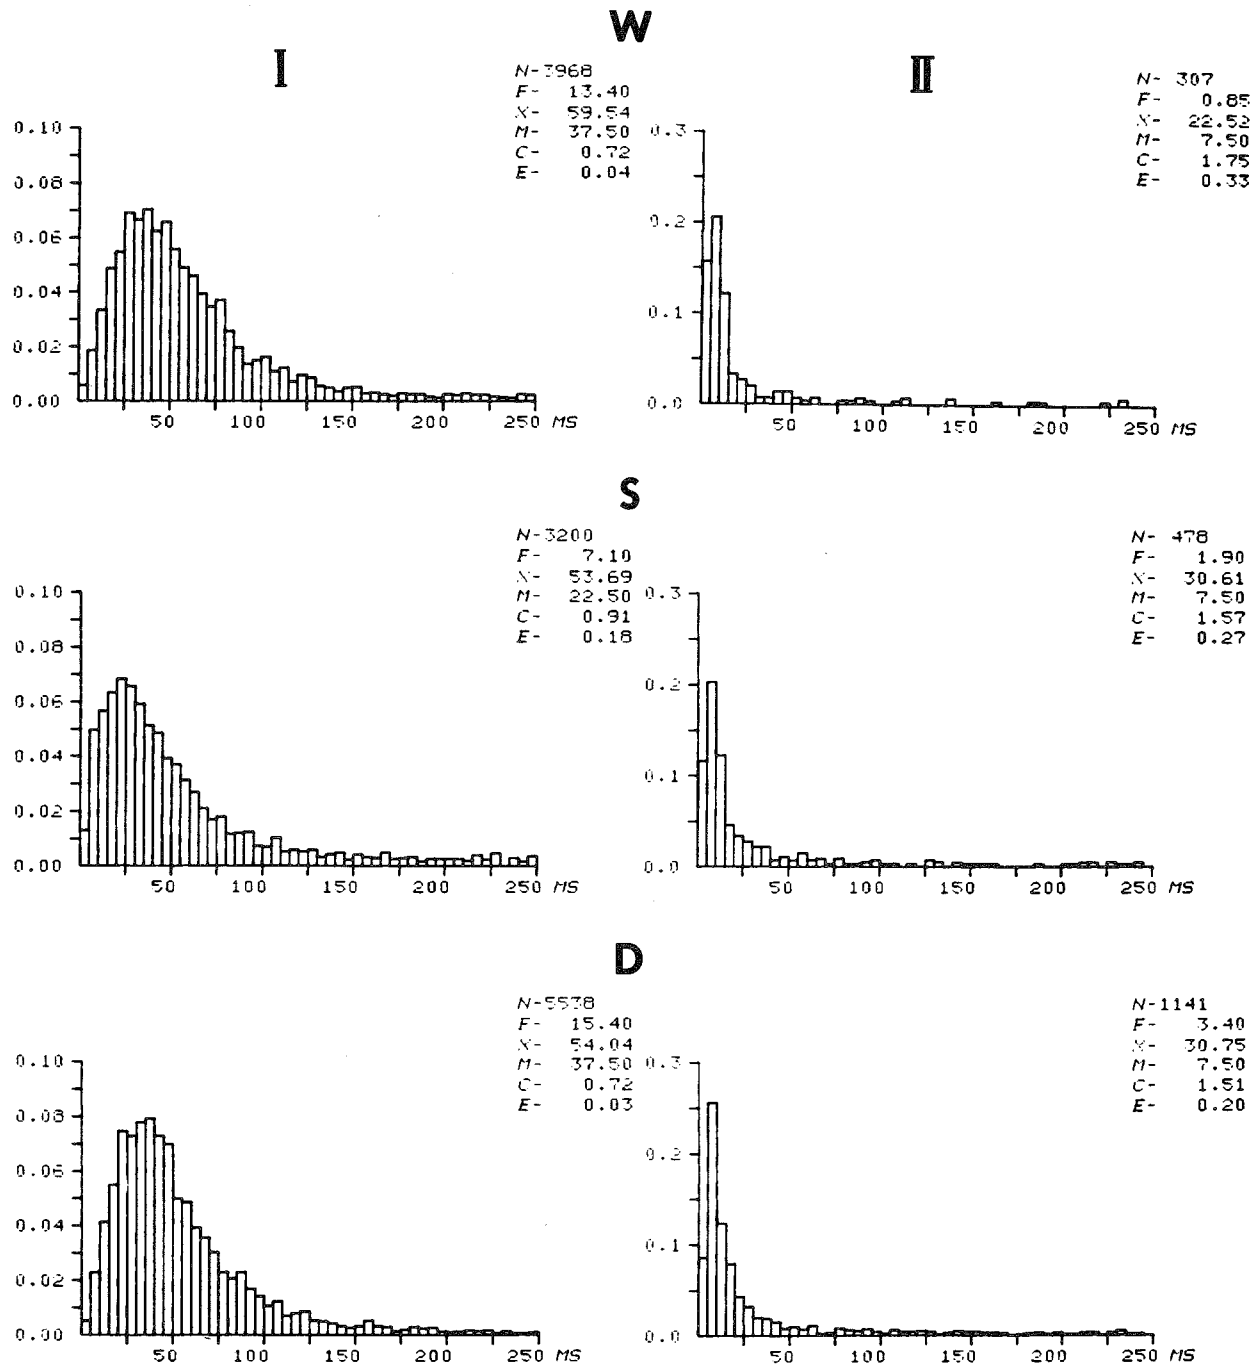 W
I
II
N-3968
F- 13.40
X- 59.54
M- 37.50
C- 0.72
E- 0.04
N- 307
F- 0.85
X- 22.52
M- 7.50
C- 1.75
E- 0.33
0.10
0.08
0.06
0.04
0.02
0.00
50 100 150 200 250 MS
0.3
0.2
0.1
0.0
50 100 150 200 250 MS
S
N-3200
F- 7.10
X- 53.69
M- 22.50
C- 0.91
E- 0.18
N- 478
F- 1.90
X- 30.61
M- 7.50
C- 1.57
E- 0.27
0.10
0.08
0.06
0.04
0.02
0.00
50 100 150 200 250 MS
0.3
0.2
0.1
0.0
50 100 150 200 250 MS
D
N-5538
F- 15.40
X- 54.04
M- 37.50
C- 0.72
E- 0.03
N-1141
F- 3.40
X- 30.75
M- 7.50
C- 1.51
E- 0.20
0.10
0.08
0.06
0.04
0.02
0.00
50 100 150 200 250 MS
0.3
0.2
0.1
0.0
50 100 150 200 250 MS